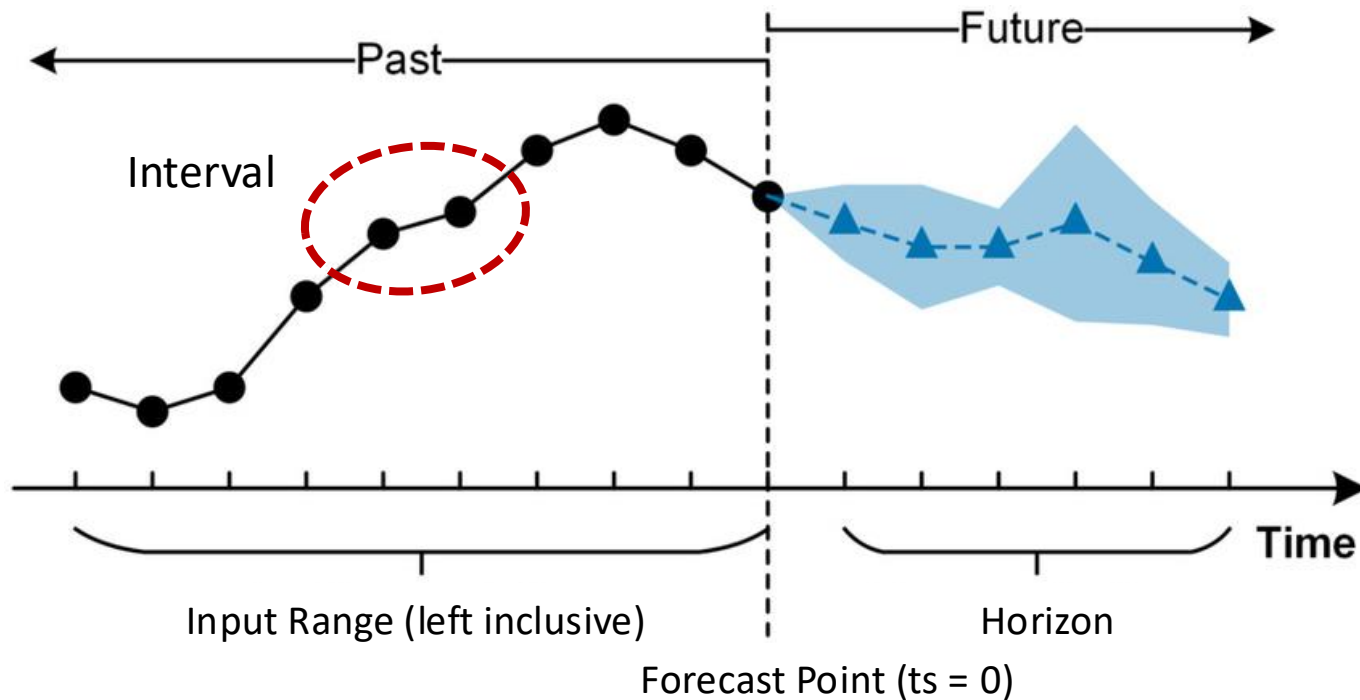 Future
Past
Interval
Time
Input Range (left inclusive)
Horizon
Forecast Point (ts = 0)